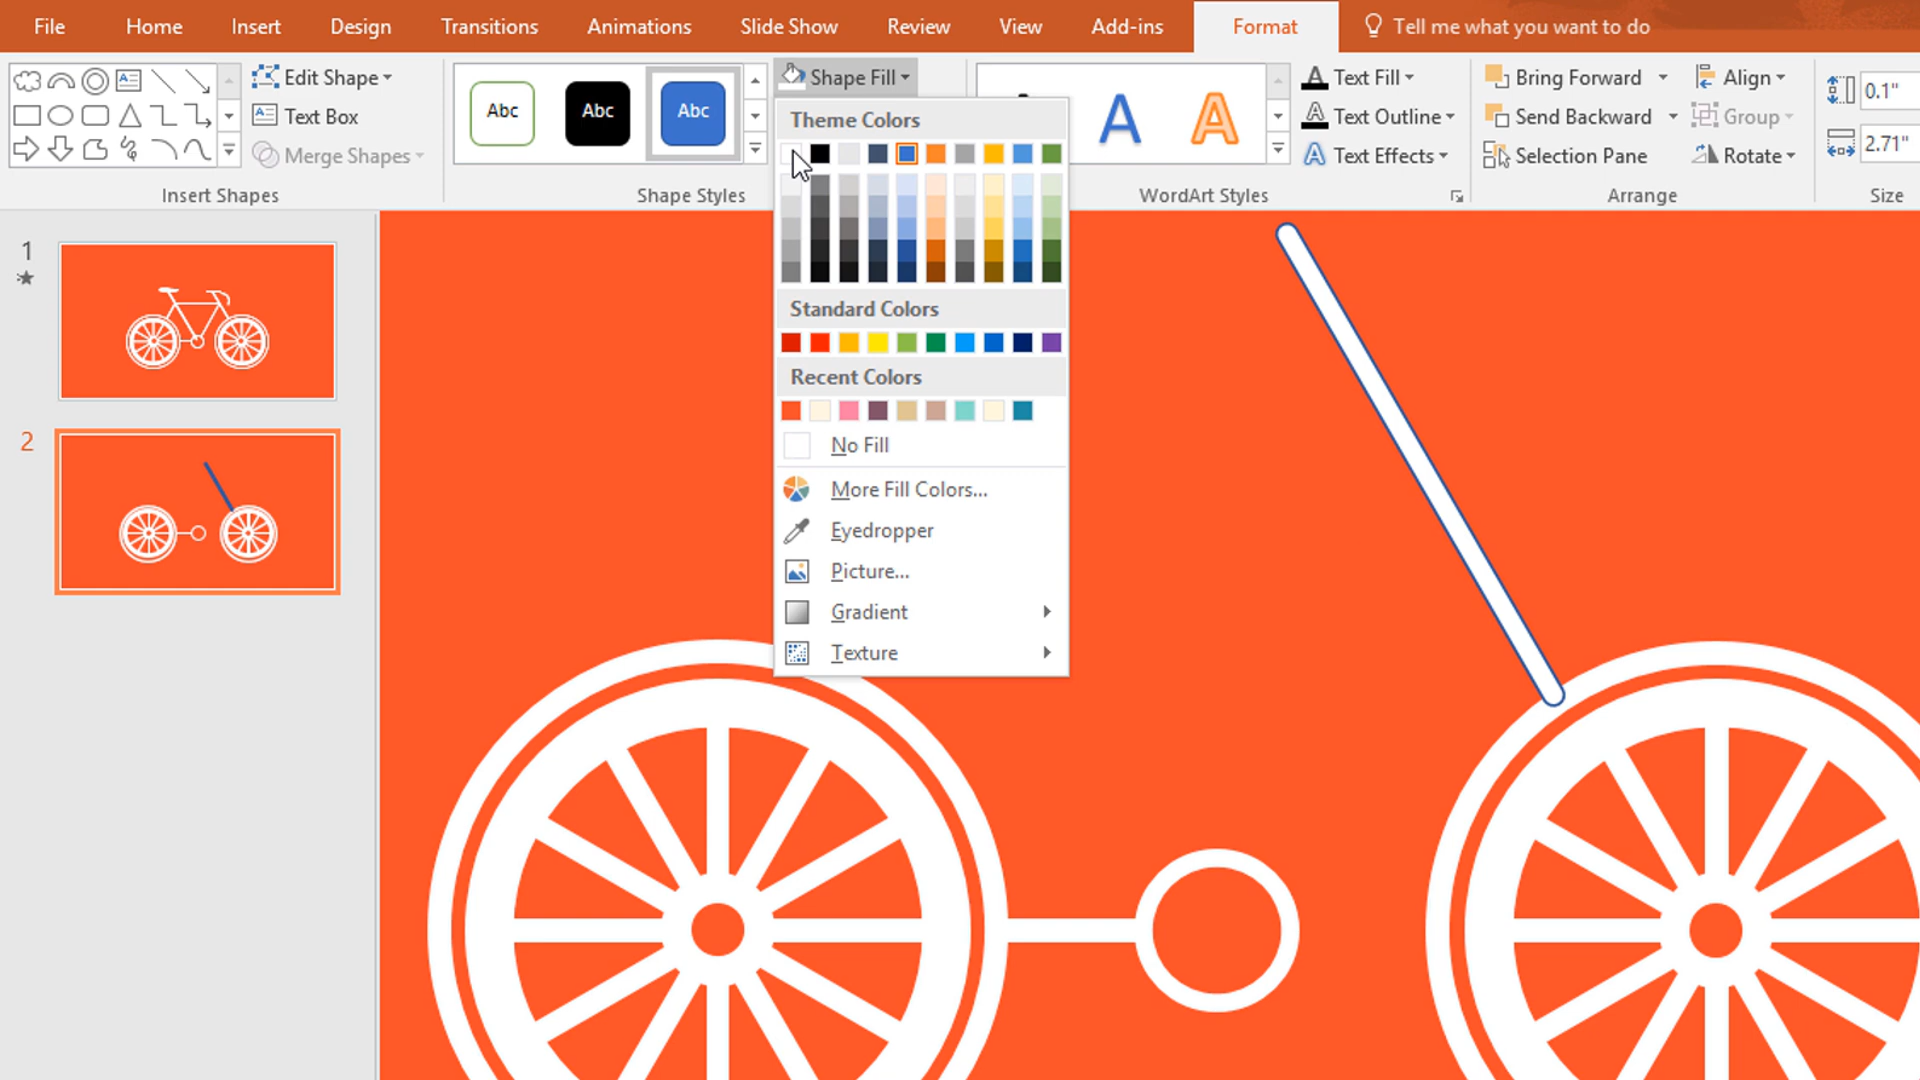 File Home Insert Design Transitions Animations Slide Show Review View Add-ins Format Tell me what you want to do
Edit Shape
Text Box
Merge Shapes
Insert Shapes
Abc Abc Abc
Shape Styles
Shape Fill
Theme Colors
Standard Colors
Recent Colors
No Fill
More Fill Colors...
Eyedropper
Picture...
Gradient
Texture
A A
WordArt Styles
Text Fill
Text Outline
Text Effects
Bring Forward
Send Backward
Selection Pane
Align
Group
Rotate
Arrange
0.1"
2.71"
Size
1
2